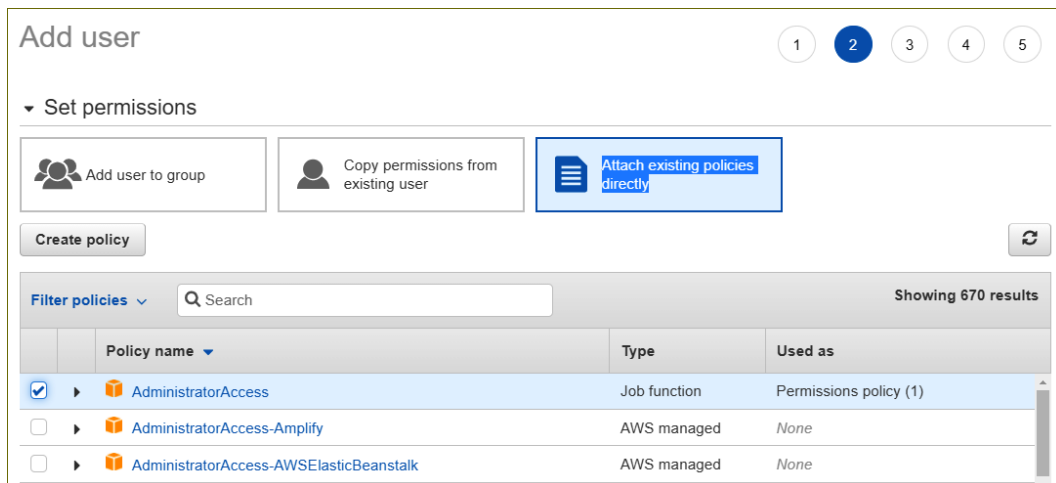 Add user
1 2 3 4 5
Set permissions
Add user to group
Copy permissions from
existing user
Attach existing policies
directly
Create policy
Filter policies
Search
Showing 670 results
Policy name Type Used as
AdministratorAccess Job function Permissions policy (1)
AdministratorAccess-Amplify AWS managed None
AdministratorAccess-AWSElasticBeanstalk AWS managed None